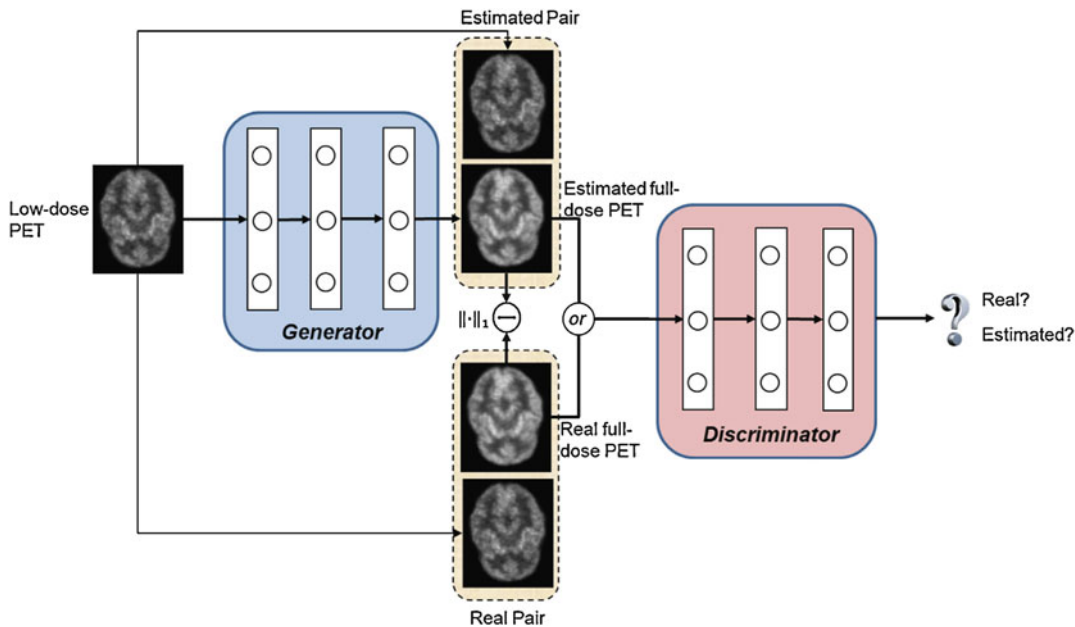 Estimated Pair
Low-dose
PET
Generator
Estimated full-
dose PET
||·||₁
or
Real full-
dose PET
Discriminator
Real?
Estimated?
Real Pair